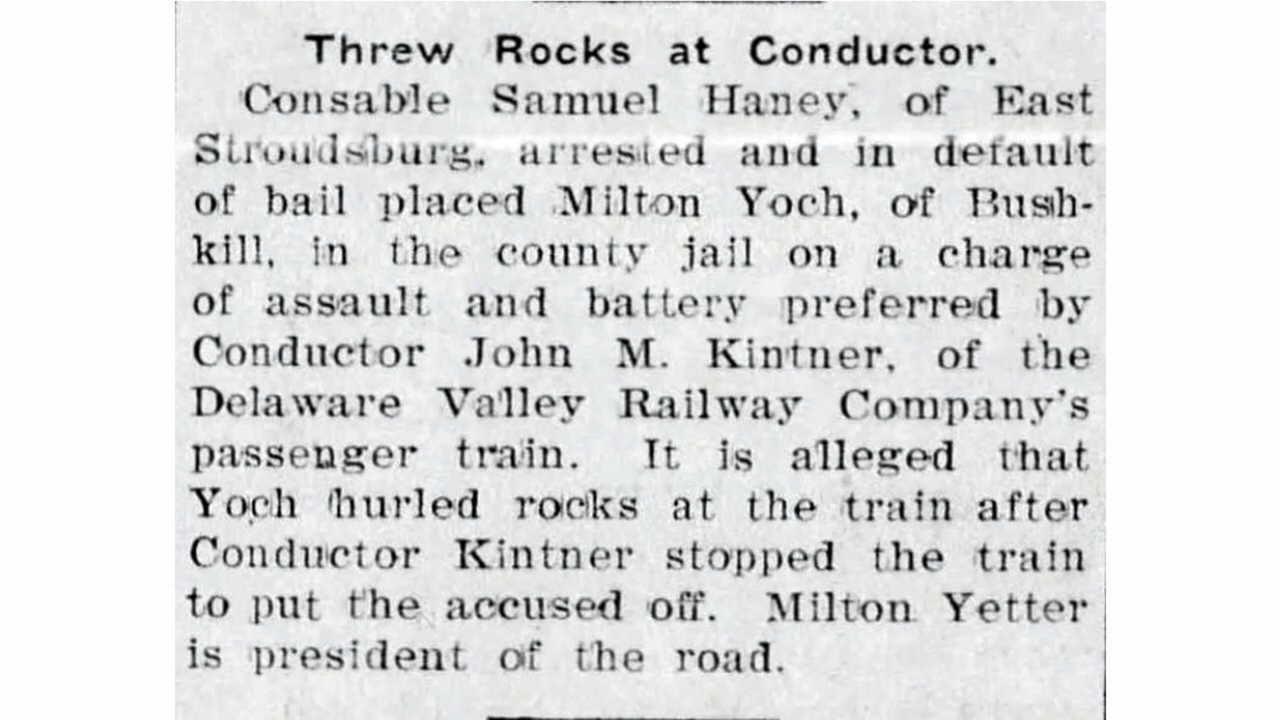 Threw Rocks at Conductor.
Consable Samuel Haney, of East
Stroudsburg, arrested and in default
of bail placed Milton Yoch, of Bush-
kill, in the county jail on a charge
of assault and battery preferred by
Conductor John M. Kintner, of the
Delaware Valley Railway Company's
passenger train. It is alleged that
Yoch hurled rocks at the train after
Conductor Kintner stopped the train
to put the accused off. Milton Yetter
is president of the road.